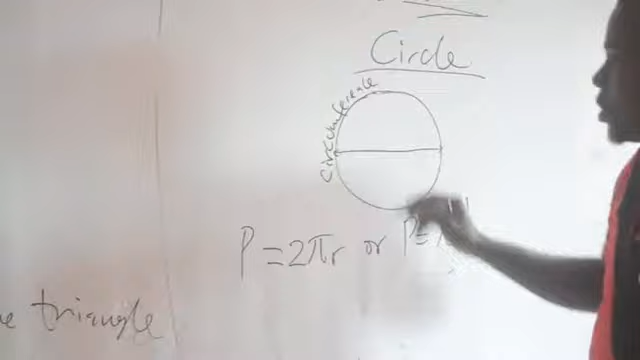 Circle
Circumference
P = 2πr or P =
triangle